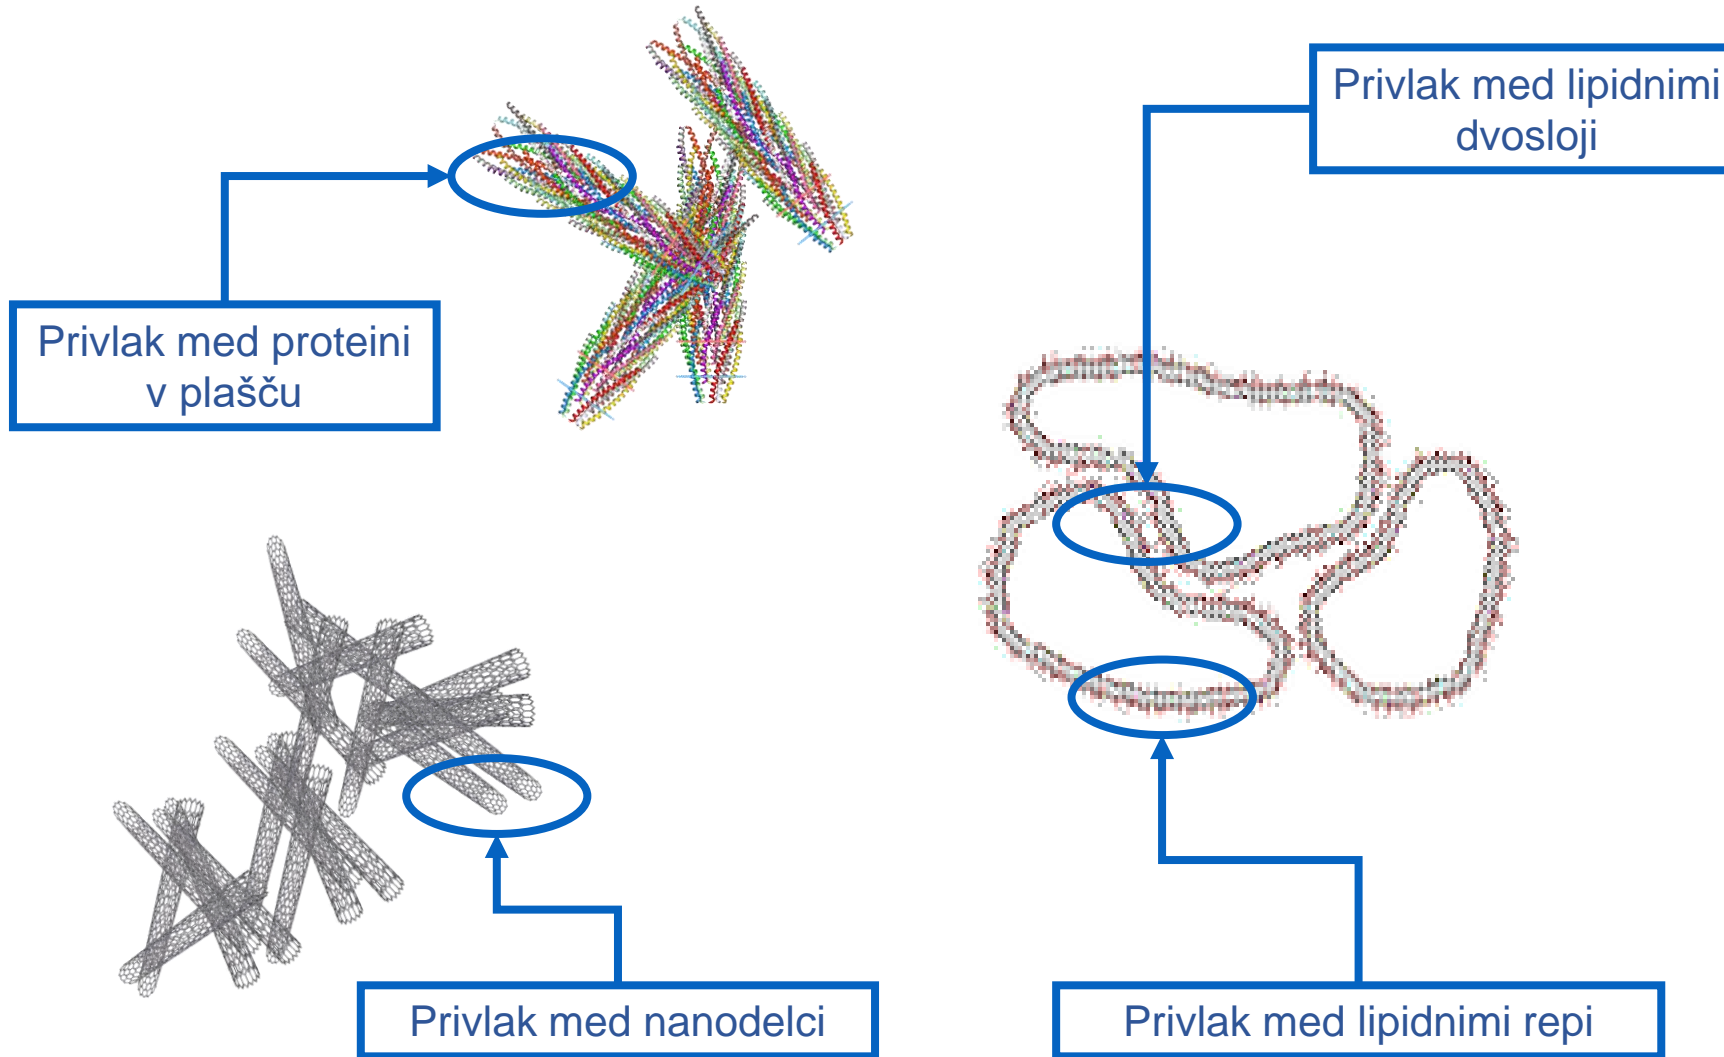 Privlak med lipidnimi
dvosloji
Privlak med proteini
v plašču
Privlak med nanodelci
Privlak med lipidnimi repi